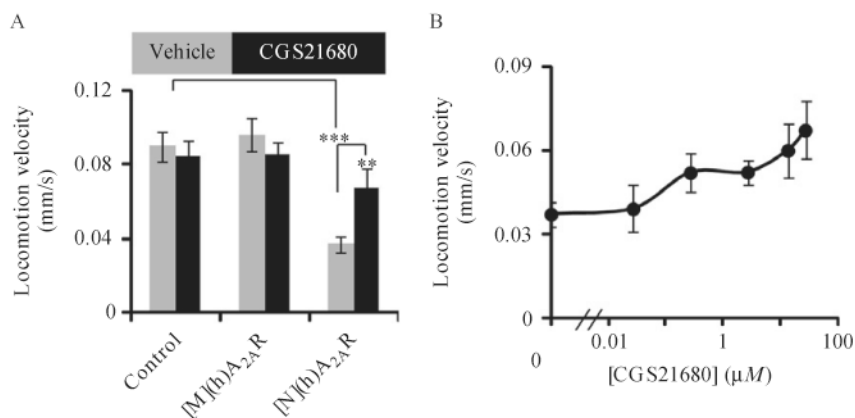 A
Vehicle CGS21680
Locomotion velocity
(mm/s)
0.12
0.08
0.04
0
***
**
Control
[M](h)A2AR
[N](h)A2AR
B
Locomotion velocity
(mm/s)
0.09
0.06
0.03
0
0 0.01 1 100
[CGS21680] (μM)